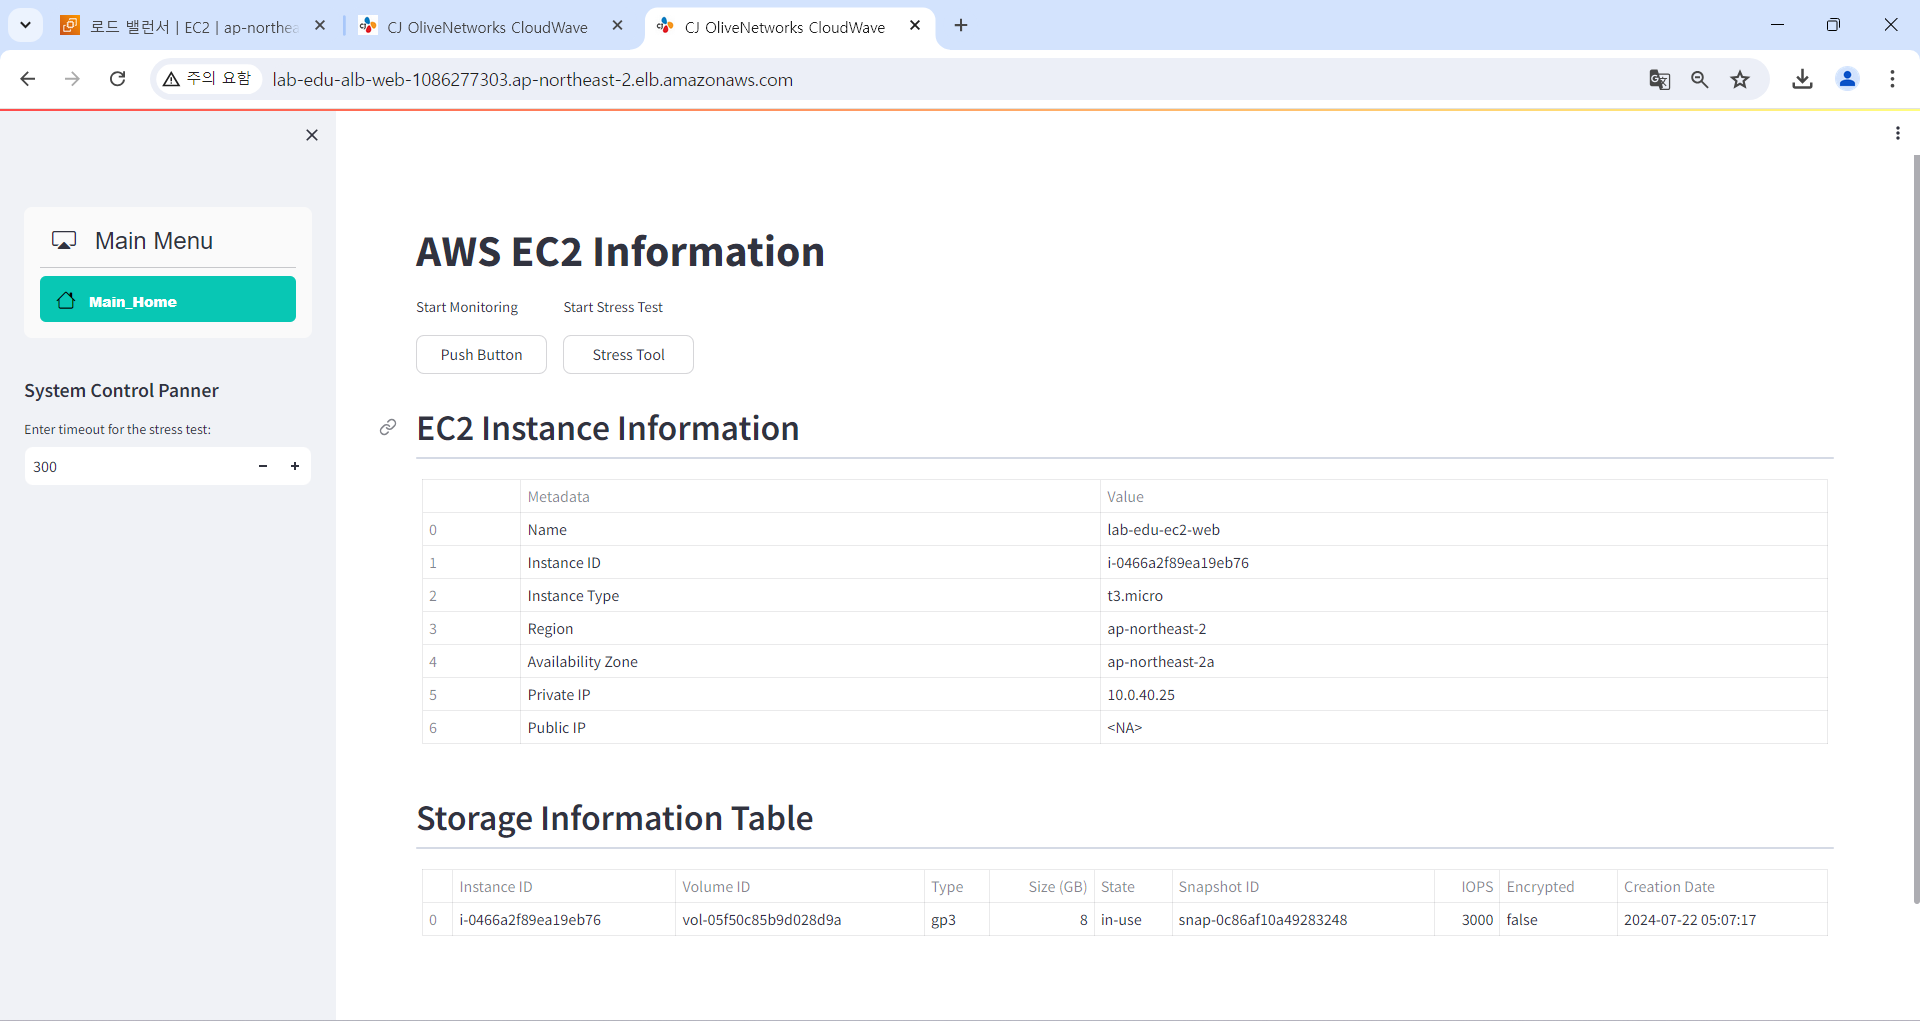 로드 밸런서 | EC2 | ap-northea
CJ OliveNetworks CloudWave
CJ OliveNetworks CloudWave
주의 요함
lab-edu-alb-web-1086277303.ap-northeast-2.elb.amazonaws.com
Main Menu
Main_Home
System Control Panner
Enter timeout for the stress test:
300
AWS EC2 Information
Start Monitoring Start Stress Test
Push Button Stress Tool
EC2 Instance Information
Metadata Value
0 Name lab-edu-ec2-web
1 Instance ID i-0466a2f89ea19eb76
2 Instance Type t3.micro
3 Region ap-northeast-2
4 Availability Zone ap-northeast-2a
5 Private IP 10.0.40.25
6 Public IP <NA>
Storage Information Table
Instance ID Volume ID Type Size (GB) State Snapshot ID IOPS Encrypted Creation Date
0 i-0466a2f89ea19eb76 vol-05f50c85b9d028d9a gp3 8 in-use snap-0c86af10a49283248 3000 false 2024-07-22 05:07:17